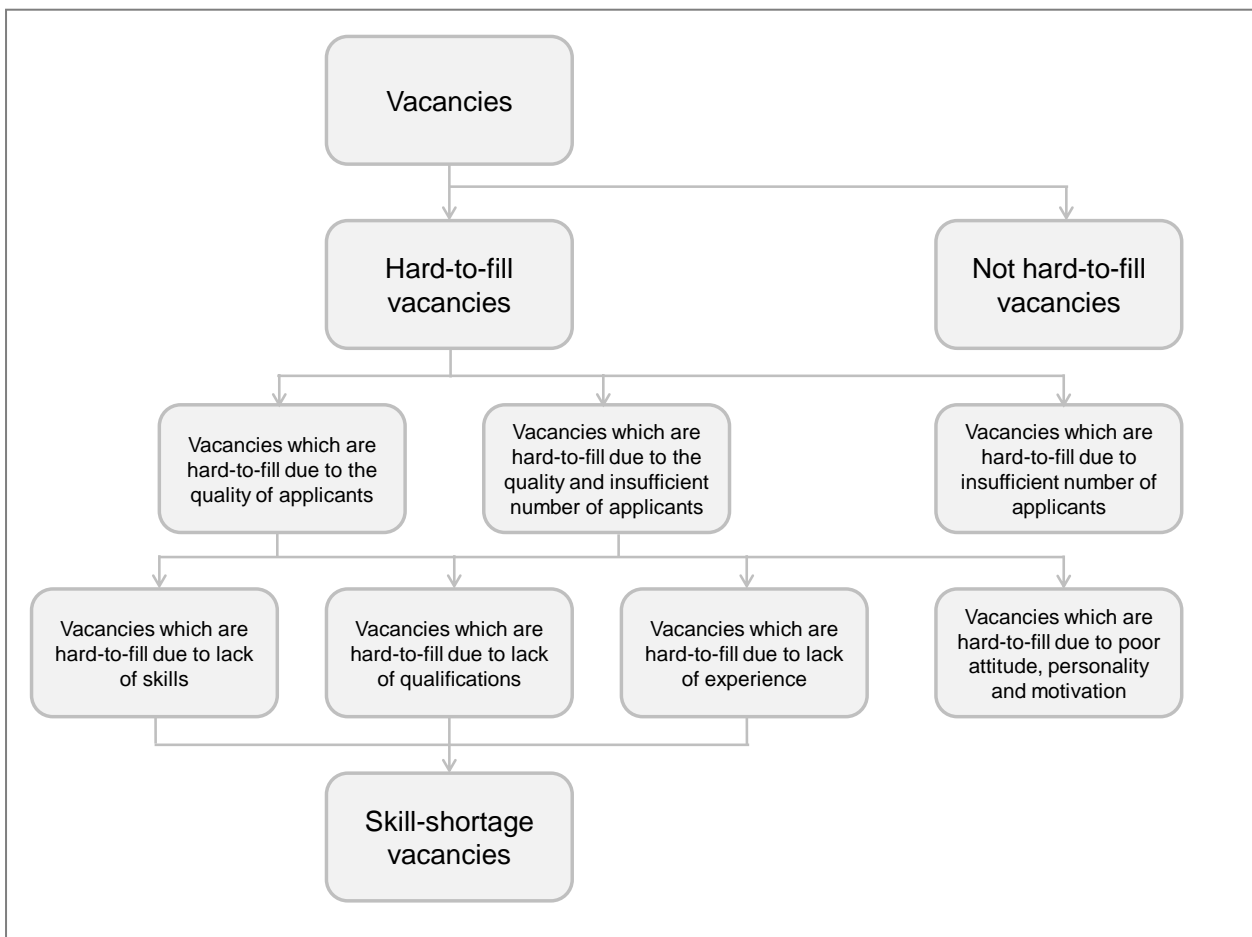 Vacancies
Hard-to-fill
vacancies
Not hard-to-fill
vacancies
Vacancies which are
hard-to-fill due to the
quality of applicants
Vacancies which are
hard-to-fill due to the
quality and insufficient
number of applicants
Vacancies which are
hard-to-fill due to
insufficient number of
applicants
Vacancies which are
hard-to-fill due to lack
of skills
Vacancies which are
hard-to-fill due to lack
of qualifications
Vacancies which are
hard-to-fill due to lack
of experience
Vacancies which are
hard-to-fill due to poor
attitude, personality
and motivation
Skill-shortage
vacancies